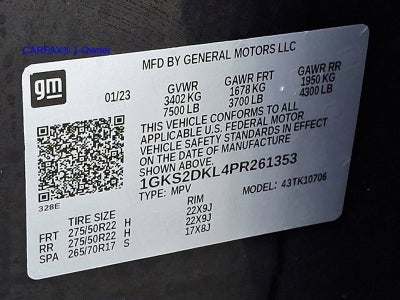 CARFAX® 1-Owner
MFD BY GENERAL MOTORS LLC
gm
01/23
GVWR GAWR FRT GAWR RR
3402 KG 1678 KG 1950 KG
7500 LB 3700 LB 4300 LB
THIS VEHICLE CONFORMS TO ALL
APPLICABLE U.S. FEDERAL MOTOR
VEHICLE SAFETY STANDARDS IN EFFECT
ON THE DATE OF MANUFACTURE
SHOWN ABOVE.
1GKS2DKL4PR261353
TYPE: MPV MODEL: 43TK10706
328E
TIRE SIZE RIM
FRT 275/50R22 H 22X9J
RR 275/50R22 H 22X9J
SPA 265/70R17 S 17X8J